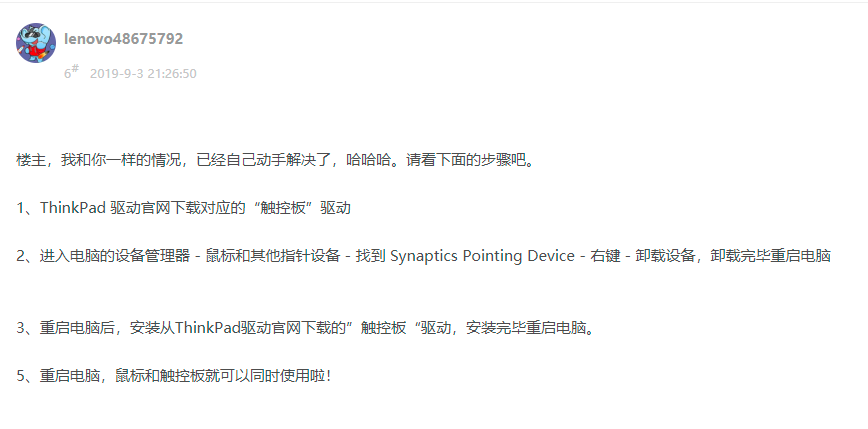 lenovo48675792
6# 2019-9-3 21:26:50
楼主，我和你一样的情况，已经自己动手解决了，哈哈哈。请看下面的步骤吧。
1、ThinkPad 驱动官网下载对应的“触控板”驱动
2、进入电脑的设备管理器 - 鼠标和其他指针设备 - 找到 Synaptics Pointing Device - 右键 - 卸载设备，卸载完毕重启电脑
3、重启电脑后，安装从ThinkPad驱动官网下载的”触控板“驱动，安装完毕重启电脑。
5、重启电脑，鼠标和触控板就可以同时使用啦！